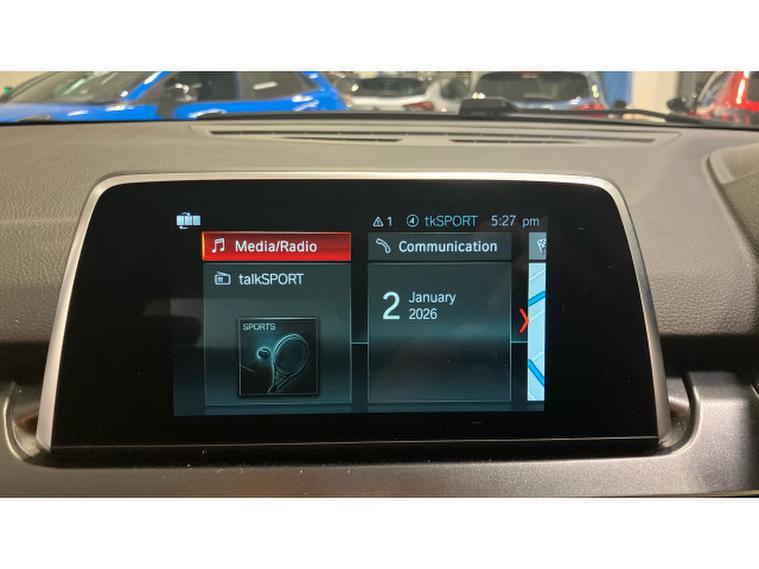 1 tkSPORT 5:27 pm
Media/Radio
Communication
talkSPORT
SPORTS
2 January
2026